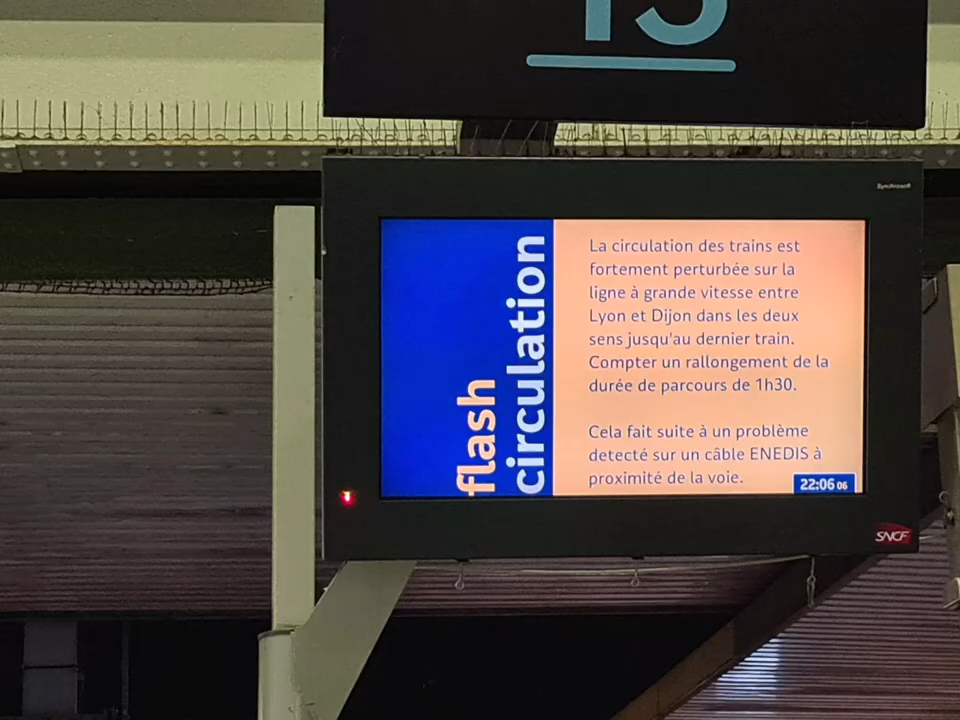 15
Synchronoit
La circulation des trains est
fortement perturbée sur la
ligne à grande vitesse entre
Lyon et Dijon dans les deux
sens jusqu'au dernier train.
Compter un rallongement de la
durée de parcours de 1h30.
Cela fait suite à un problème
detecté sur un câble ENEDIS à
proximité de la voie.
flash
circulation
22:06 06
SNCF